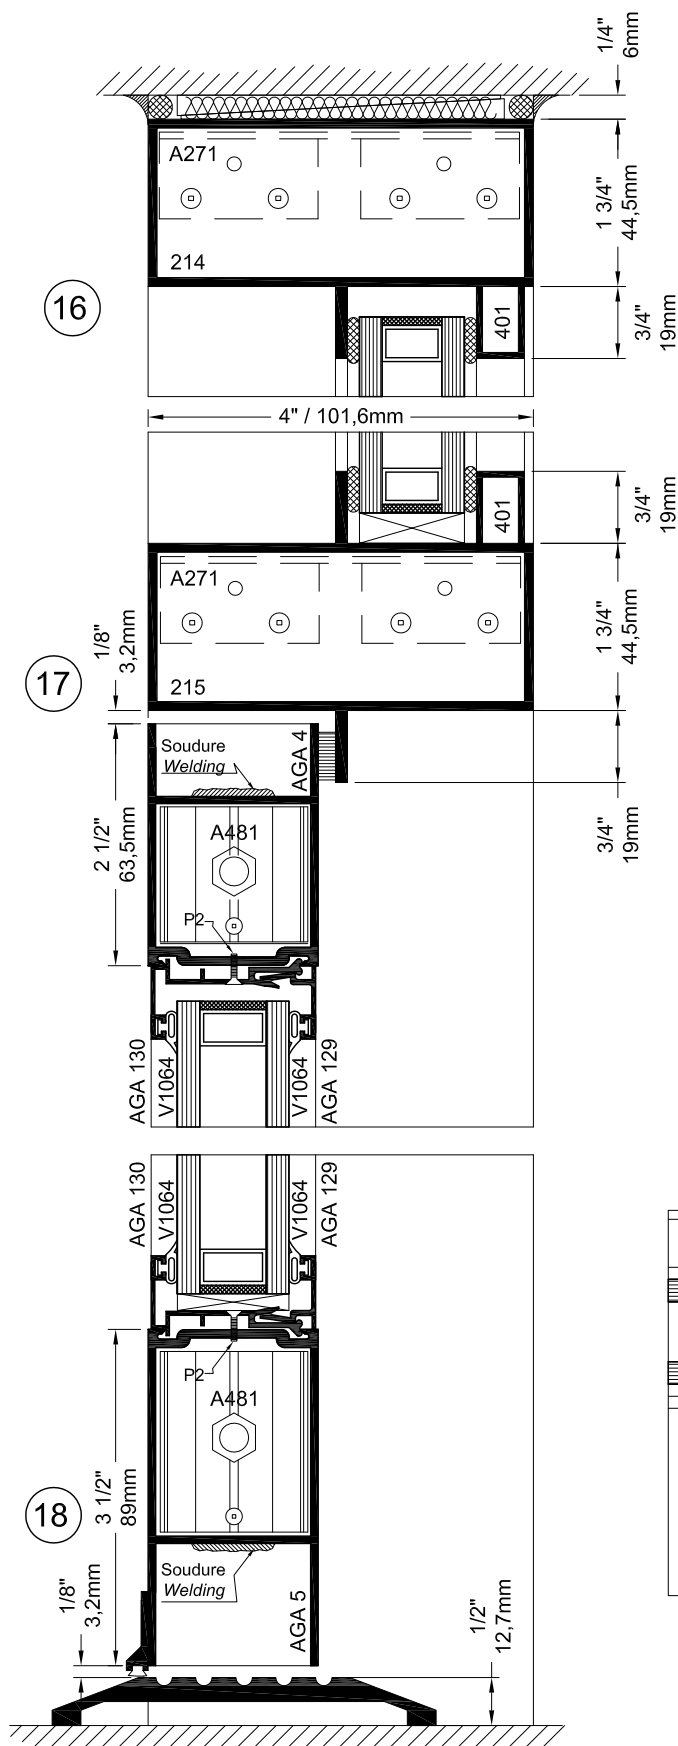 1/4"
6mm
A271
1 3/4"
44,5mm
214
16
401
3/4"
19mm
4" / 101,6mm
401
3/4"
19mm
A271
1/8"
3,2mm
1 3/4"
44,5mm
17
215
Soudure
Welding
AGA 4
2 1/2"
63,5mm
A481
3/4"
19mm
P2
AGA 130
V1064
V1064
AGA 129
AGA 130
V1064
V1064
AGA 129
P2
A481
18
3 1/2"
89mm
Soudure
Welding
AGA 5
1/8"
3,2mm
1/2"
12,7mm